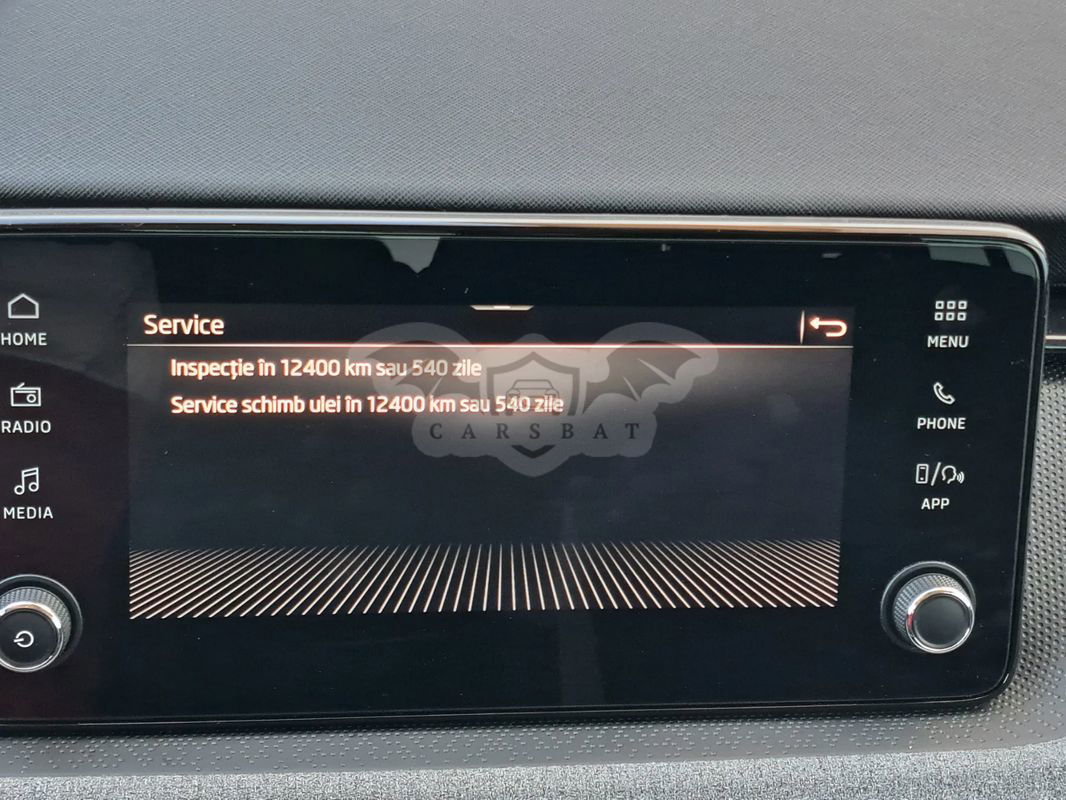 Service
Inspecție în 12400 km sau 540 zile
Service schimb ulei în 12400 km sau 540 zile
CARSBAT
HOME
RADIO
MEDIA
MENU
PHONE
APP